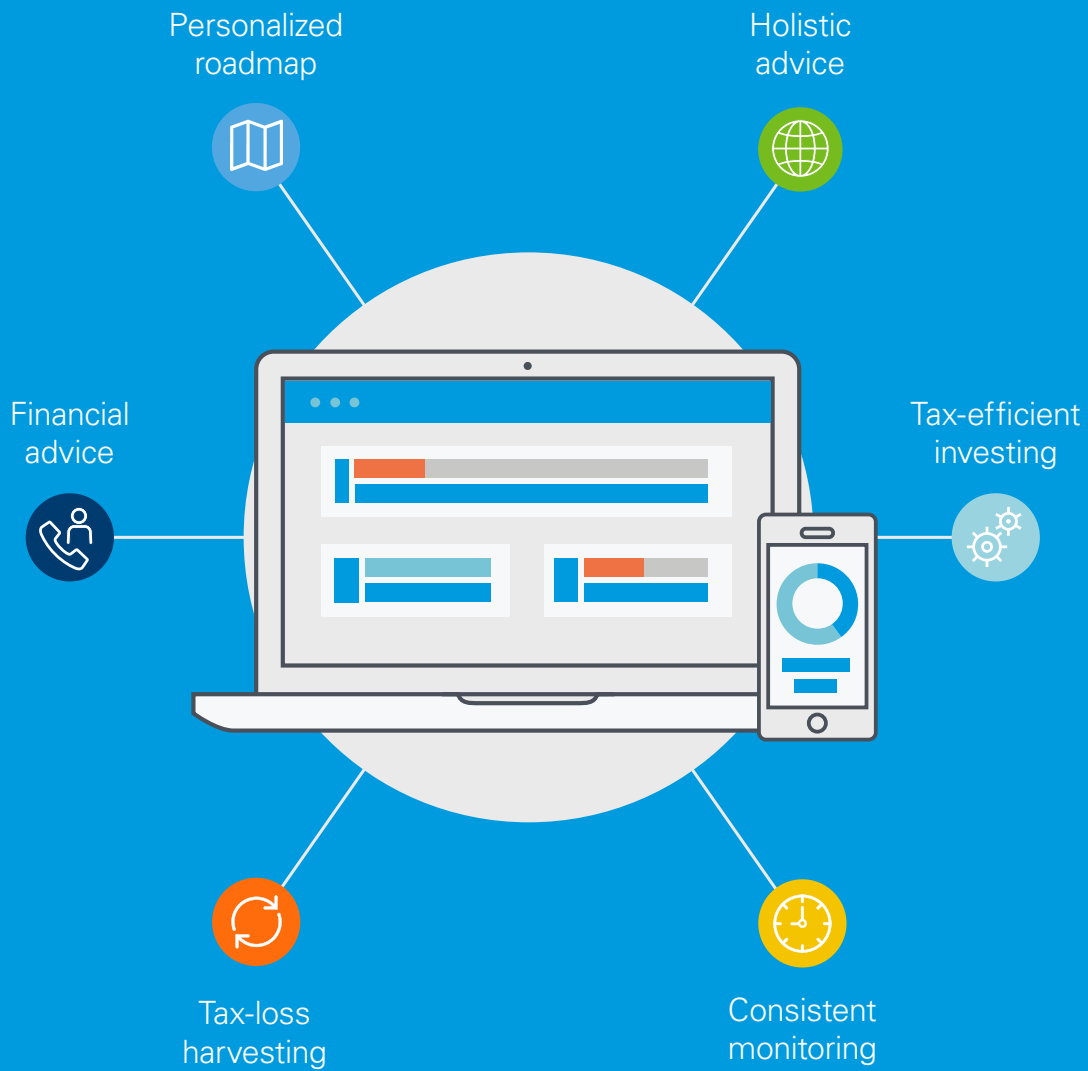 Personalized
roadmap
Holistic
advice
Financial
advice
Tax-efficient
investing
Tax-loss
harvesting
Consistent
monitoring